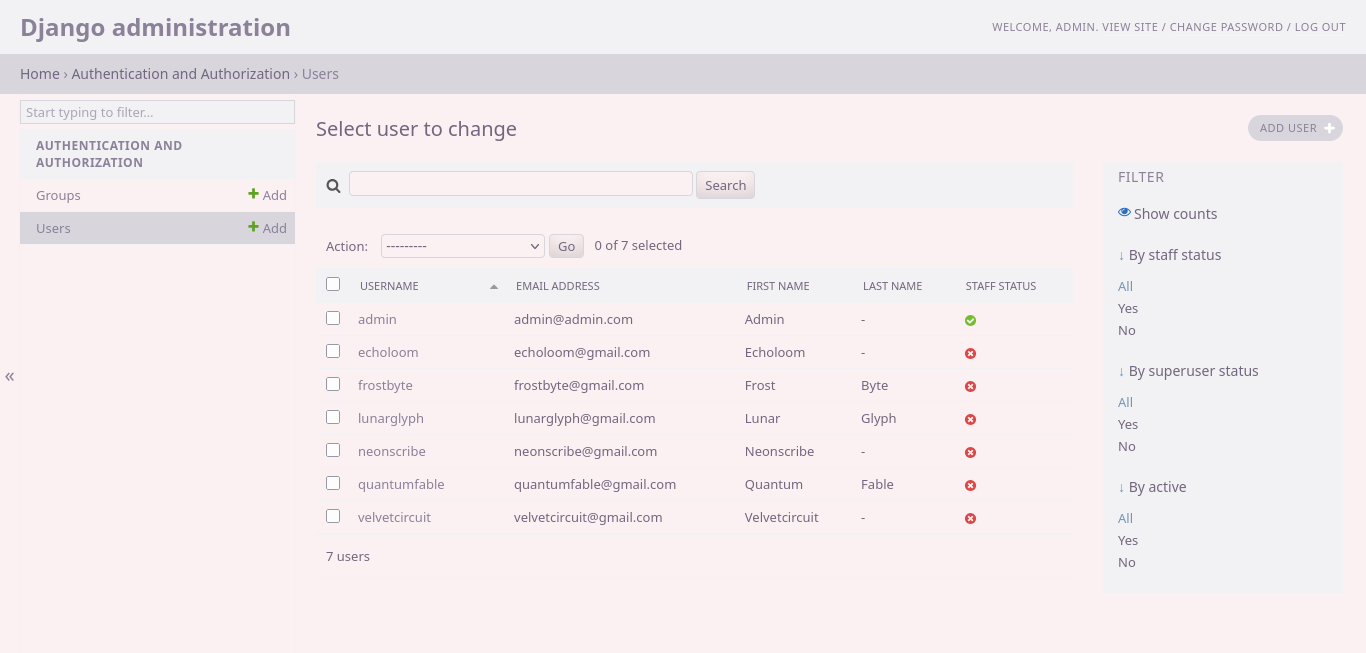 Django administration
WELCOME, ADMIN. VIEW SITE / CHANGE PASSWORD / LOG OUT
Home › Authentication and Authorization › Users
Start typing to filter...
AUTHENTICATION AND
AUTHORIZATION
Groups Add
Users Add
«
Select user to change
ADD USER
Search
Action: --------- Go 0 of 7 selected
USERNAME EMAIL ADDRESS FIRST NAME LAST NAME STAFF STATUS
admin admin@admin.com Admin -
echoloom echoloom@gmail.com Echoloom -
frostbyte frostbyte@gmail.com Frost Byte
lunarglyph lunarglyph@gmail.com Lunar Glyph
neonscribe neonscribe@gmail.com Neonscribe -
quantumfable quantumfable@gmail.com Quantum Fable
velvetcircuit velvetcircuit@gmail.com Velvetcircuit -
7 users
FILTER
Show counts
↓ By staff status
All
Yes
No
↓ By superuser status
All
Yes
No
↓ By active
All
Yes
No